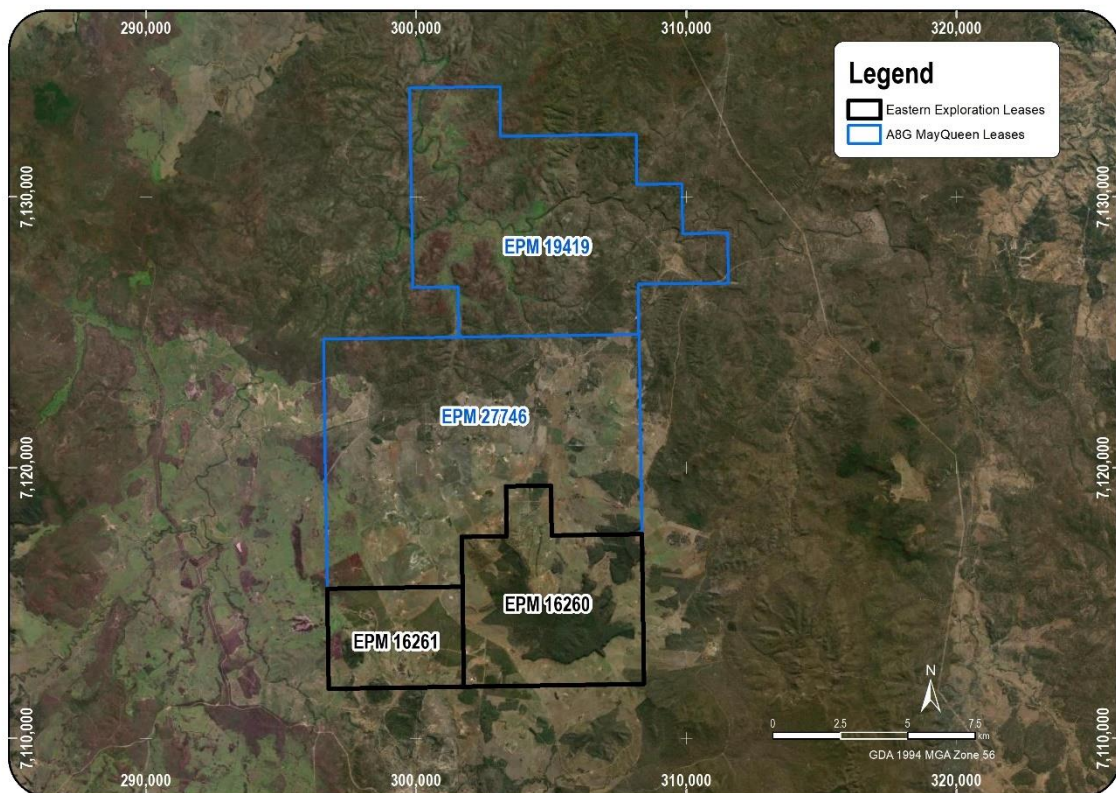 290,000
300,000
310,000
320,000
Legend
Eastern Exploration Leases
A8G MayQueen Leases
7,130,000
7,130,000
EPM 19419
EPM 27746
7,120,000
7,120,000
EPM 16260
EPM 16261
N
0 2.5 5 7.5
km
GDA 1994 MGA Zone 56
7,110,000
7,110,000
290,000
300,000
310,000
320,000